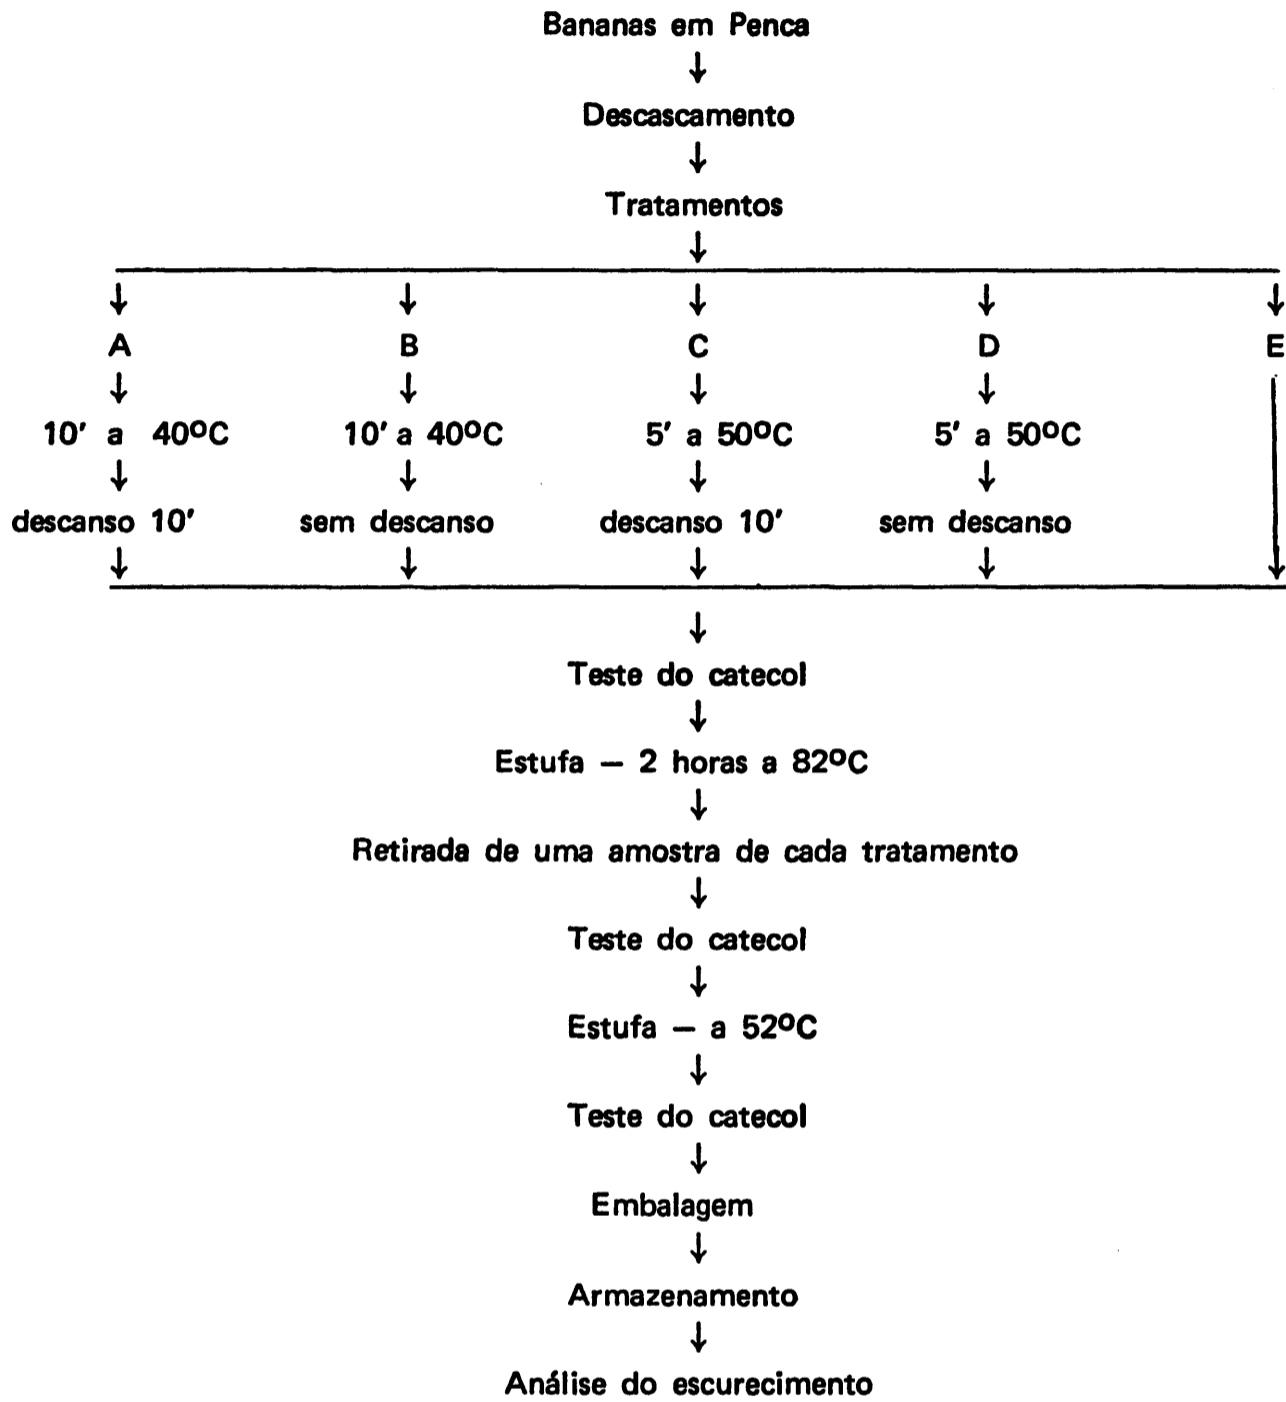 Bananas em Penca
Descascamento
Tratamentos
A B C D E
10' a 40ºC 10' a 40ºC 5' a 50ºC 5' a 50ºC
descanso 10' sem descanso descanso 10' sem descanso
Teste do catecol
Estufa — 2 horas a 82ºC
Retirada de uma amostra de cada tratamento
Teste do catecol
Estufa — a 52ºC
Teste do catecol
Embalagem
Armazenamento
Análise do escurecimento